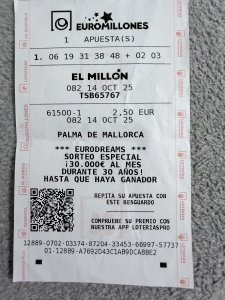 EUROMILLONES
1 APUESTA(S)
1. 06 19 31 38 48 + 02 03
EL MILLÓN
082 14 OCT 25
TSB65767
61500-1 2,50 EUR
082 14 OCT 25
PALMA DE MALLORCA
*** EURODREAMS ***
SORTEO ESPECIAL
¡30.000€ AL MES
DURANTE 30 AÑOS!
HASTA QUE HAYA GANADOR
REPITA SU APUESTA CON
ESTE RESGUARDO
COMPRUEBE SU PREMIO CON
NUESTRA APP LOTERIASPRO
12889-0702-03374-87204-33453-66997-57737
01-12889-A7692D43C1AB9DCA8BE2